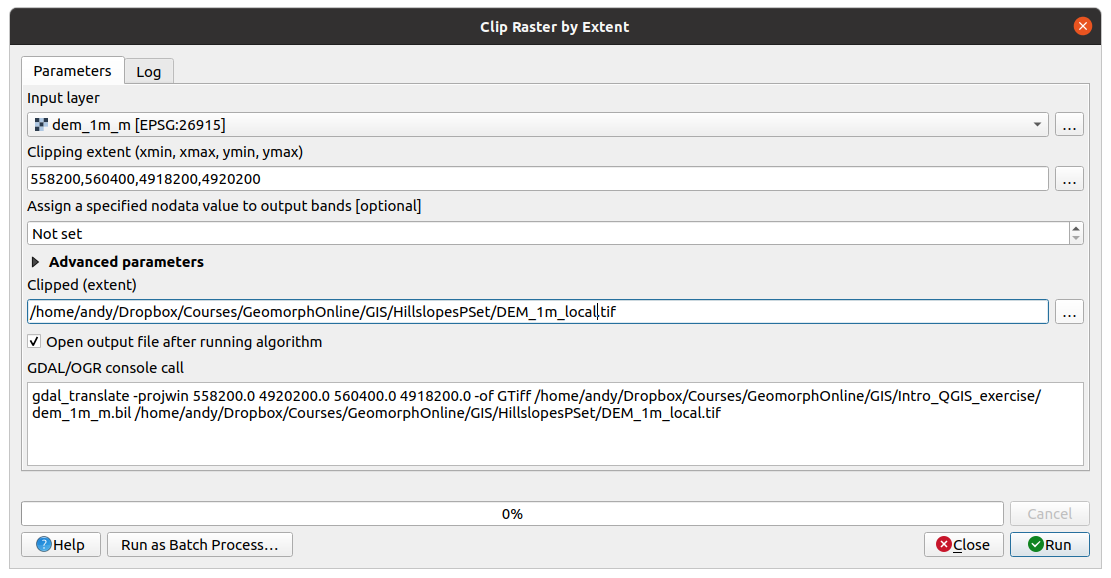 Clip Raster by Extent
Parameters
Log
Input layer
dem_1m_m [EPSG:26915]
...
Clipping extent (xmin, xmax, ymin, ymax)
558200,560400,4918200,4920200
...
Assign a specified nodata value to output bands [optional]
Not set
Advanced parameters
Clipped (extent)
/home/andy/Dropbox/Courses/GeomorphOnline/GIS/HillslopesPSet/DEM_1m_local.tif
...
Open output file after running algorithm
GDAL/OGR console call
gdal_translate -projwin 558200.0 4920200.0 560400.0 4918200.0 -of GTiff /home/andy/Dropbox/Courses/GeomorphOnline/GIS/Intro_QGIS_exercise/
dem_1m_m.bil /home/andy/Dropbox/Courses/GeomorphOnline/GIS/HillslopesPSet/DEM_1m_local.tif
0%
Cancel
Help
Run as Batch Process...
Close
Run